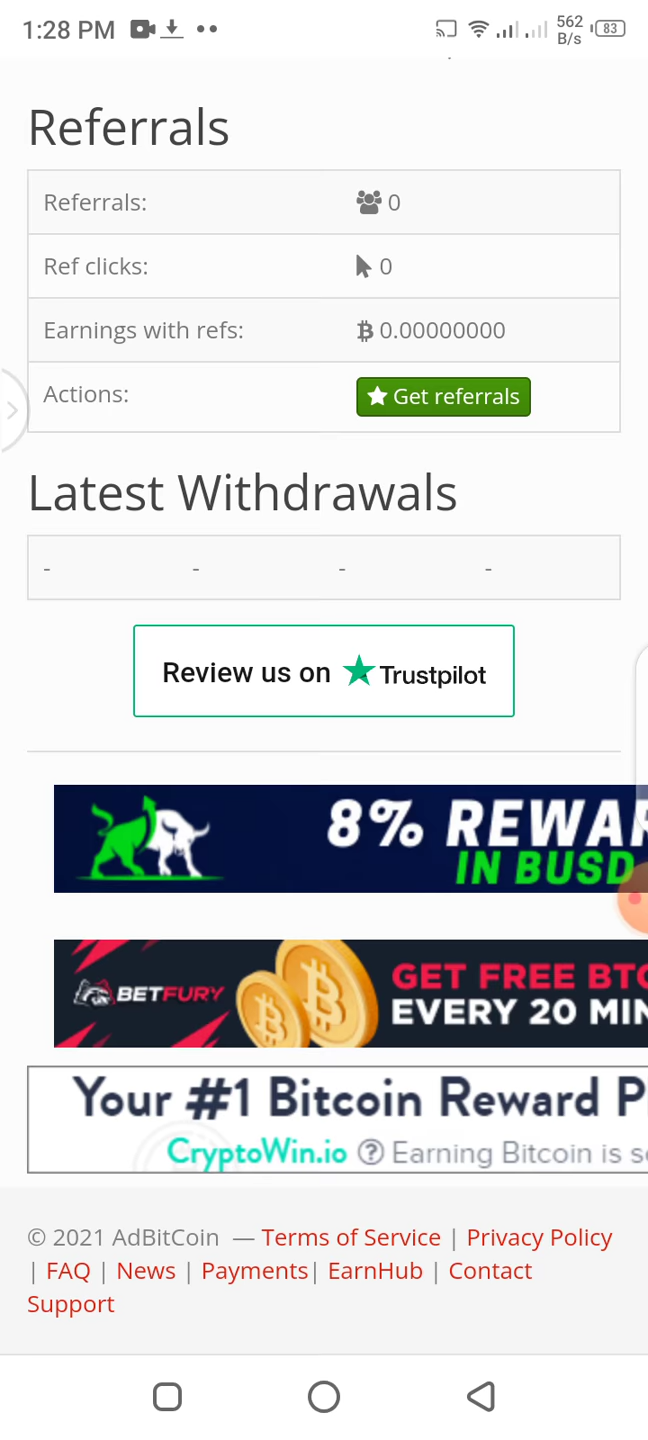 1:28 PM 562 B/s 83
Referrals
Referrals: 0
Ref clicks: 0
Earnings with refs: 0.00000000
Actions: Get referrals
Latest Withdrawals
- - - -
Review us on Trustpilot
8% REWAR
IN BUSD
BETFURY GET FREE BTC
EVERY 20 MIN
Your #1 Bitcoin Reward P
CryptoWin.io ? Earning Bitcoin is s
© 2021 AdBitCoin — Terms of Service | Privacy Policy
| FAQ | News | Payments| EarnHub | Contact
Support